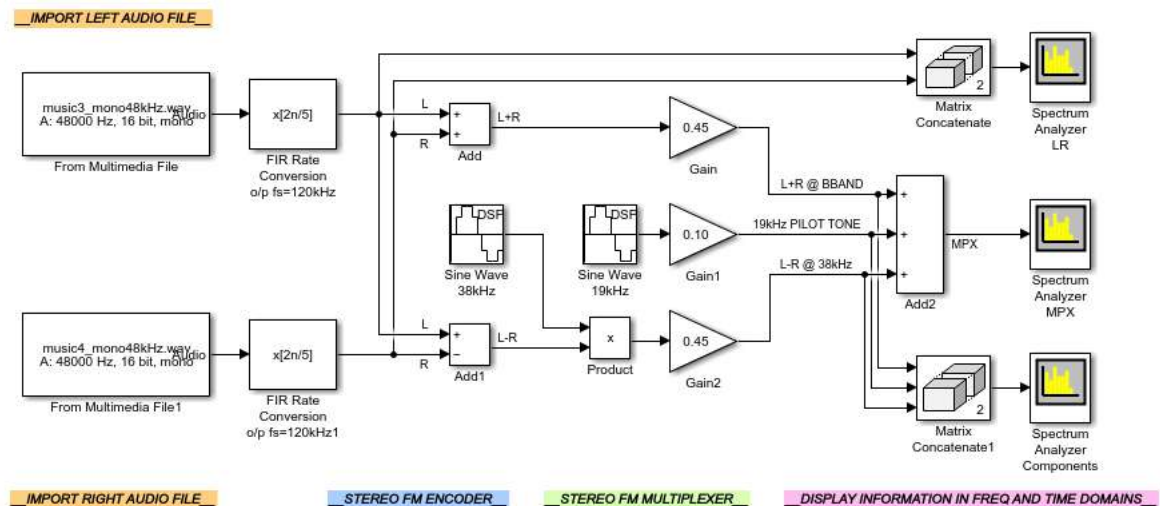 __IMPORT LEFT AUDIO FILE__
music3_mono48kHz.wav
A: 48000 Hz, 16 bit, mono
Audio
From Multimedia File
x[2n/5]
FIR Rate
Conversion
o/p fs=120kHz
L
R
+
+
Add
L+R
0.45
Gain
2
Matrix
Concatenate
Spectrum
Analyzer
LR
DSP
Sine Wave
38kHz
DSP
Sine Wave
19kHz
0.10
Gain1
L+R @ BBAND
19kHz PILOT TONE
L-R @ 38kHz
+
+
+
Add2
MPX
Spectrum
Analyzer
MPX
music4_mono48kHz.wav
A: 48000 Hz, 16 bit, mono
Audio
From Multimedia File1
x[2n/5]
FIR Rate
Conversion
o/p fs=120kHz1
L
R
+
−
Add1
L-R
x
Product
0.45
Gain2
2
Matrix
Concatenate1
Spectrum
Analyzer
Components
__IMPORT RIGHT AUDIO FILE__
__STEREO FM ENCODER__
__STEREO FM MULTIPLEXER__
__DISPLAY INFORMATION IN FREQ AND TIME DOMAINS__